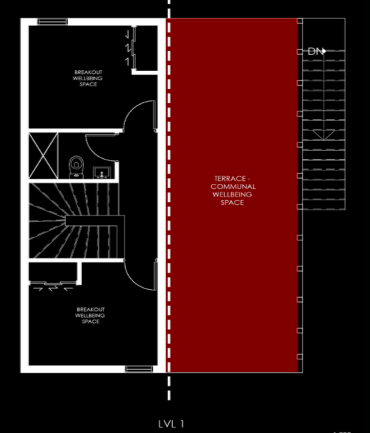 BREAKOUT
WELLBEING
SPACE
DN
TERRACE -
COMMUNAL
WELLBEING
SPACE
BREAKOUT
WELLBEING
SPACE
LVL 1